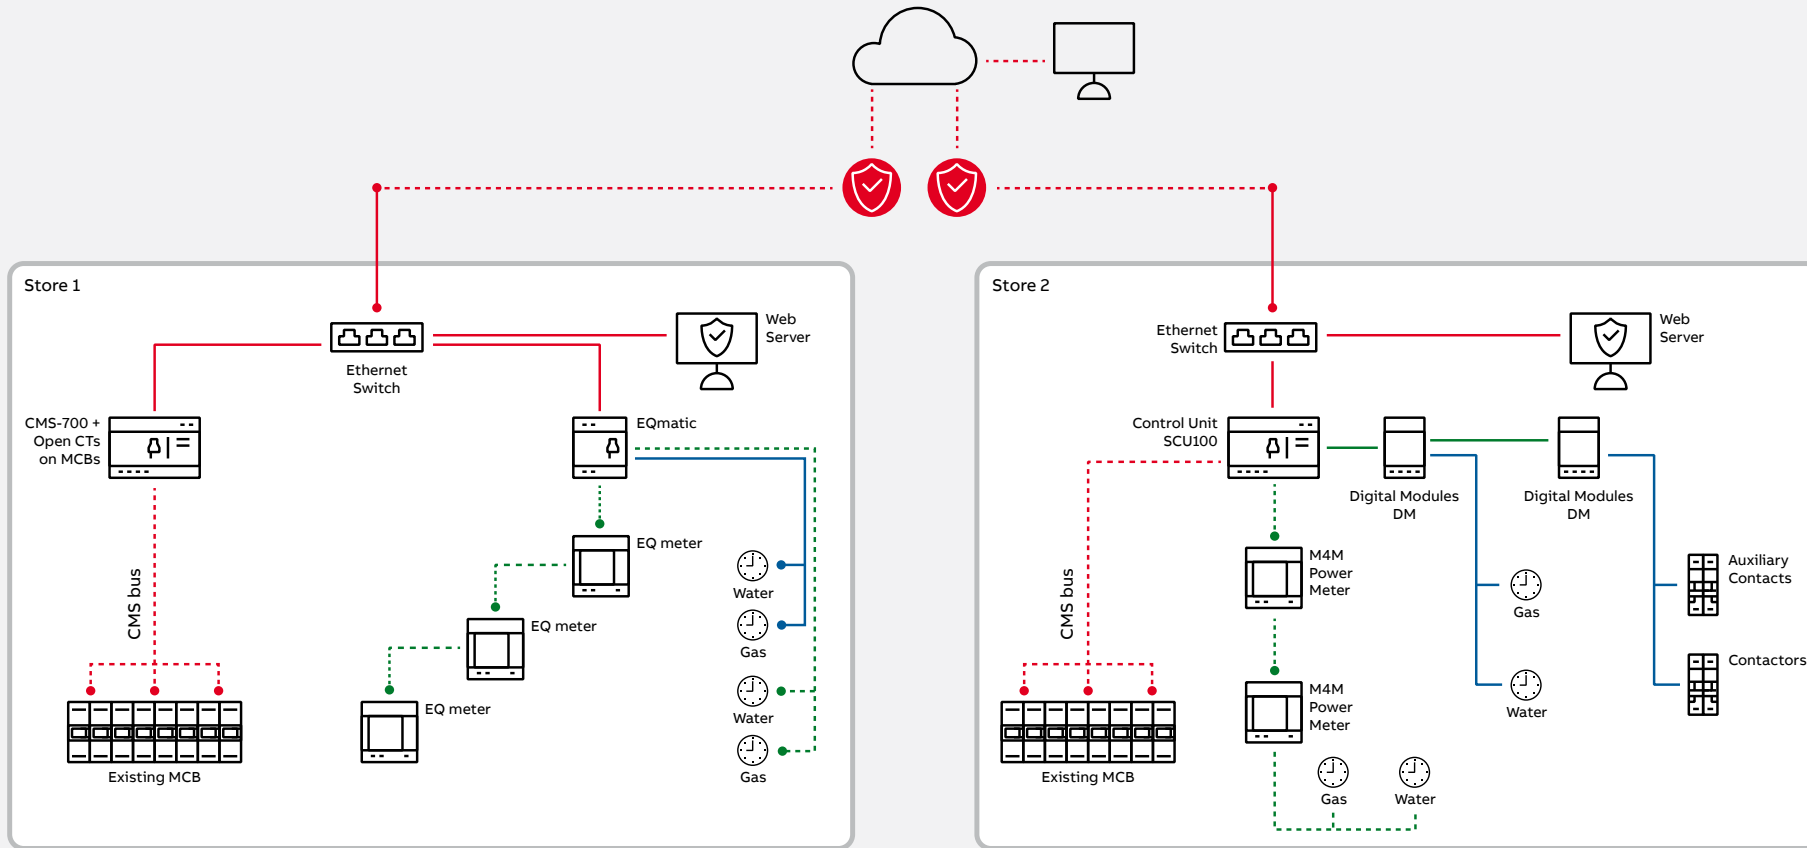 Store 1
Web
Server
Ethernet
Switch
CMS-700 +
Open CTs
on MCBs
EQmatic
EQ meter
Water
EQ meter
CMS bus
Gas
Water
EQ meter
Gas
Existing MCB
Store 2
Ethernet
Switch
Web
Server
Control Unit
SCU100
Digital Modules
DM
Digital Modules
DM
M4M
Power
Meter
Auxiliary
Contacts
CMS bus
Gas
Contactors
M4M
Power
Meter
Water
Existing MCB
Gas
Water